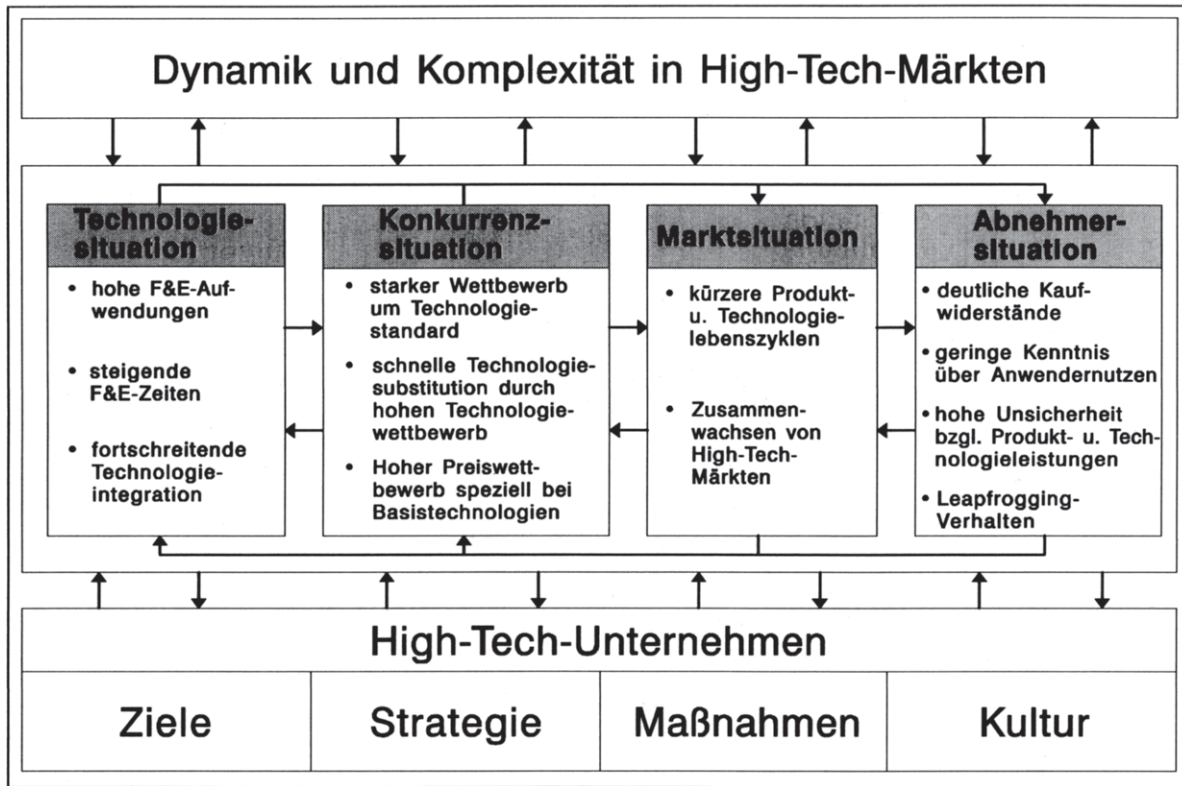 Dynamik und Komplexität in High-Tech-Märkten
Technologie-
situation
• hohe F&E-Auf-
wendungen
• steigende
F&E-Zeiten
• fortschreitende
Technologie-
integration
Konkurrenz-
situation
• starker Wettbewerb
um Technologie-
standard
• schnelle Technologie-
substitution durch
hohen Technologie-
wettbewerb
• Hoher Preiswett-
bewerb speziell bei
Basistechnologien
Marktsituation
• kürzere Produkt-
u. Technologie-
lebenszyklen
• Zusammen-
wachsen von
High-Tech-
Märkten
Abnehmer-
situation
• deutliche Kauf-
widerstände
• geringe Kenntnis
über Anwendernutzen
• hohe Unsicherheit
bzgl. Produkt- u. Tech-
nologieleistungen
• Leapfrogging-
Verhalten
High-Tech-Unternehmen
Ziele
Strategie
Maßnahmen
Kultur